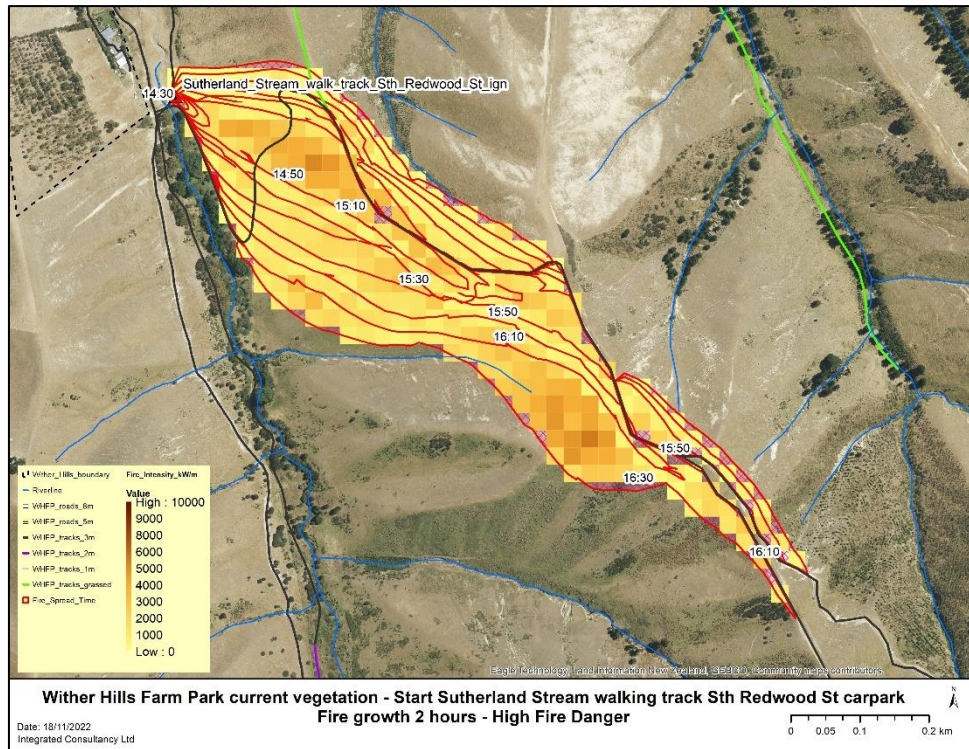 Sutherland_Stream_walk_track_Sth_Redwood_St_ign
14:30
14:50
15:10
15:30
15:50
16:10
15:50
16:30
16:10
Wither_Hills_boundary
Riverline
WHFP_roads_8m
WHFP_roads_5m
WHFP_tracks_3m
WHFP_tracks_2m
WHFP_tracks_1m
WHFP_tracks_grassed
Fire_Spread_Time
Fire_Intensity_kW/m
Value
High : 10000
9000
8000
7000
6000
5000
4000
3000
2000
1000
Low : 0
Eagle Technology, Land Information New Zealand, GEBCO, Community maps contributors
Wither Hills Farm Park current vegetation - Start Sutherland Stream walking track Sth Redwood St carpark
Fire growth 2 hours - High Fire Danger
Date: 18/11/2022
Integrated Consultancy Ltd
N
0 0.05 0.1 0.2 km